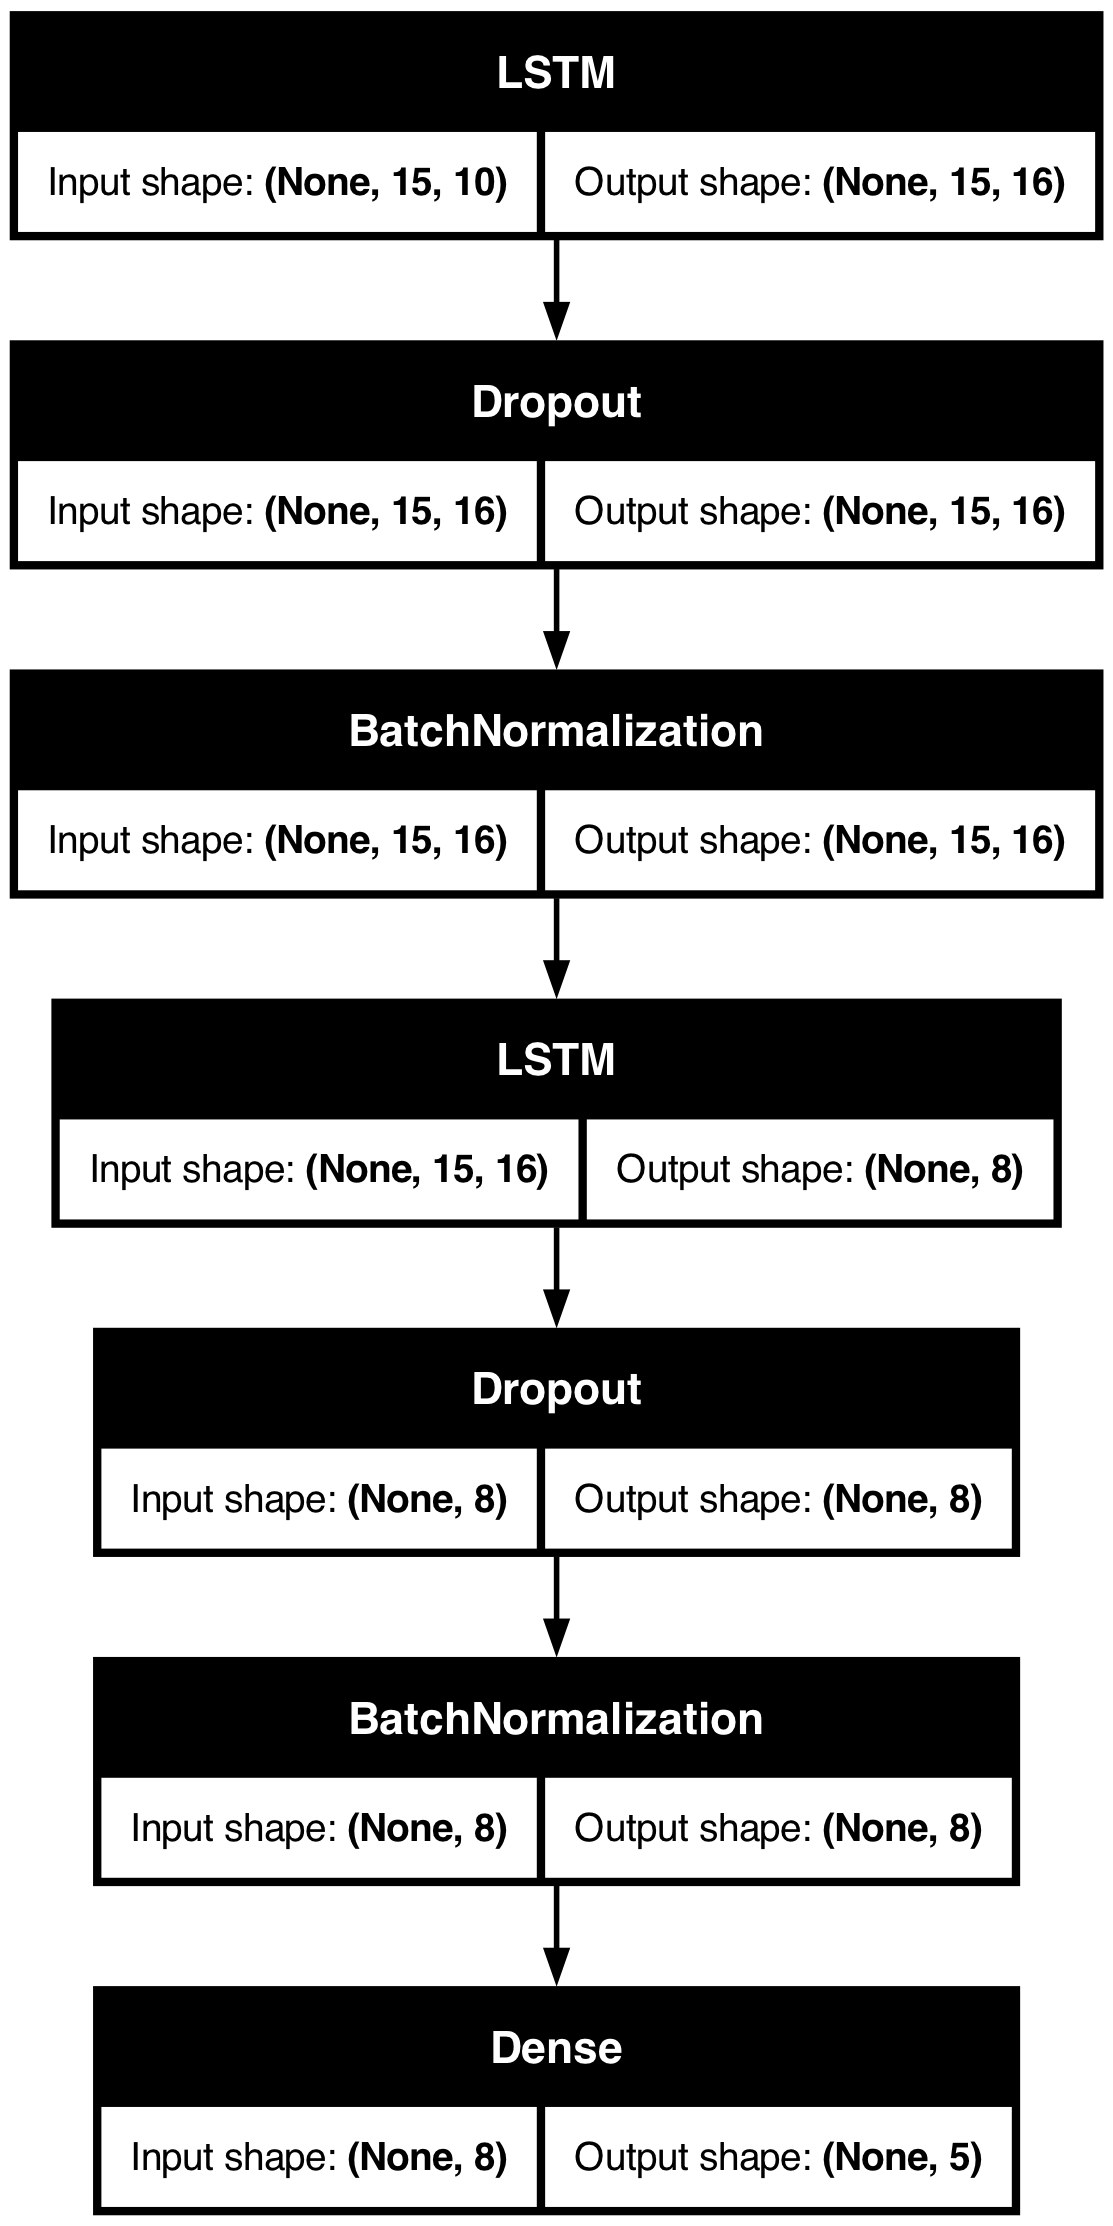 LSTM
Input shape: (None, 15, 10) Output shape: (None, 15, 16)
Dropout
Input shape: (None, 15, 16) Output shape: (None, 15, 16)
BatchNormalization
Input shape: (None, 15, 16) Output shape: (None, 15, 16)
LSTM
Input shape: (None, 15, 16) Output shape: (None, 8)
Dropout
Input shape: (None, 8) Output shape: (None, 8)
BatchNormalization
Input shape: (None, 8) Output shape: (None, 8)
Dense
Input shape: (None, 8) Output shape: (None, 5)